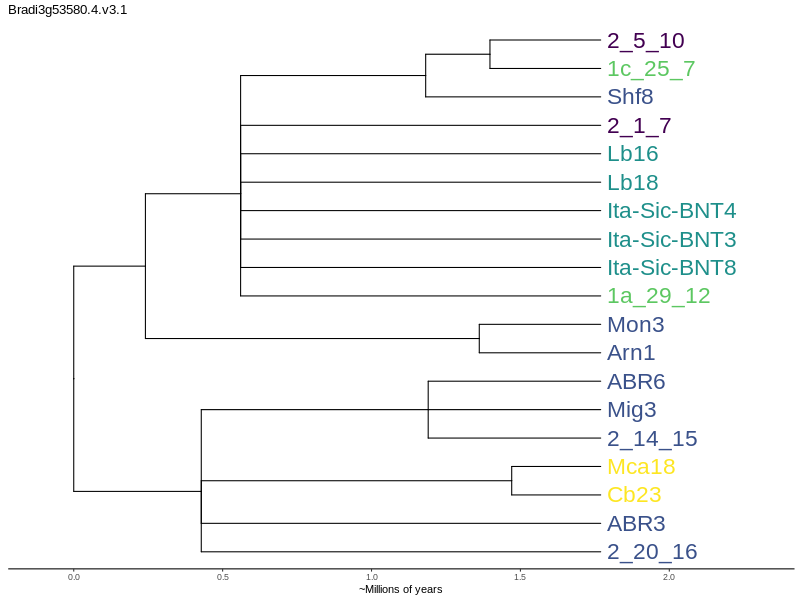 Bradi3g53580.4.v3.1
2_5_10
1c_25_7
Shf8
2_1_7
Lb16
Lb18
Ita-Sic-BNT4
Ita-Sic-BNT3
Ita-Sic-BNT8
1a_29_12
Mon3
Arn1
ABR6
Mig3
2_14_15
Mca18
Cb23
ABR3
2_20_16
0.0 0.5 1.0 1.5 2.0
~Millions of years